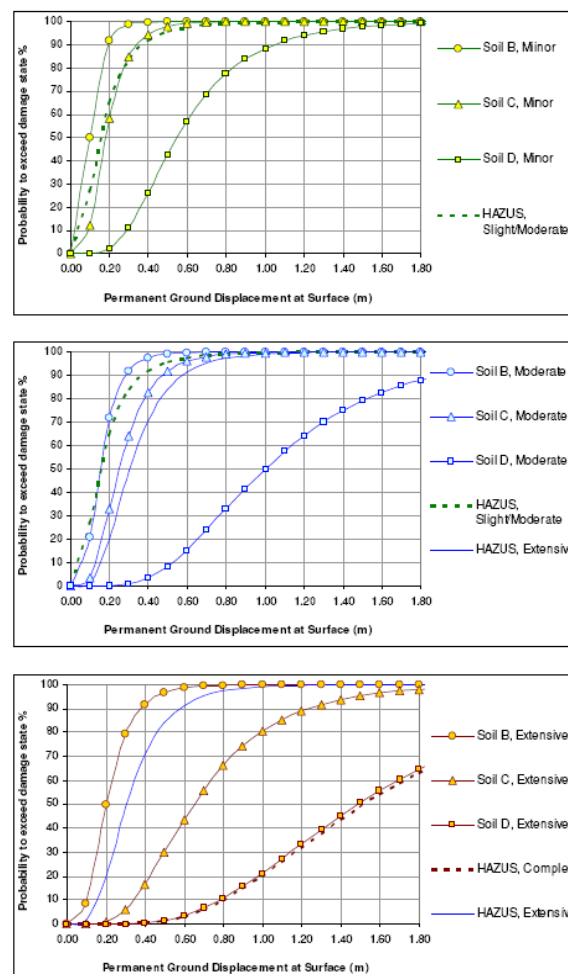 Probability to exceed damage state %
100
90
80
70
60
50
40
30
20
10
0
0.00 0.20 0.40 0.60 0.80 1.00 1.20 1.40 1.60 1.80
Permanent Ground Displacement at Surface (m)
Soil B, Minor
Soil C, Minor
Soil D, Minor
HAZUS,
Slight/Moderate
Probability to exceed damage state %
100
90
80
70
60
50
40
30
20
10
0
0.00 0.20 0.40 0.60 0.80 1.00 1.20 1.40 1.60 1.80
Permanent Ground Displacement at Surface (m)
Soil B, Moderate
Soil C, Moderate
Soil D, Moderate
HAZUS,
Slight/Moderate
HAZUS, Extensiv
Probability to exceed damage state %
100
90
80
70
60
50
40
30
20
10
0
0.00 0.20 0.40 0.60 0.80 1.00 1.20 1.40 1.60 1.80
Permanent Ground Displacement at Surface (m)
Soil B, Extensive
Soil C, Extensive
Soil D, Extensive
HAZUS, Comple
HAZUS, Extensiv